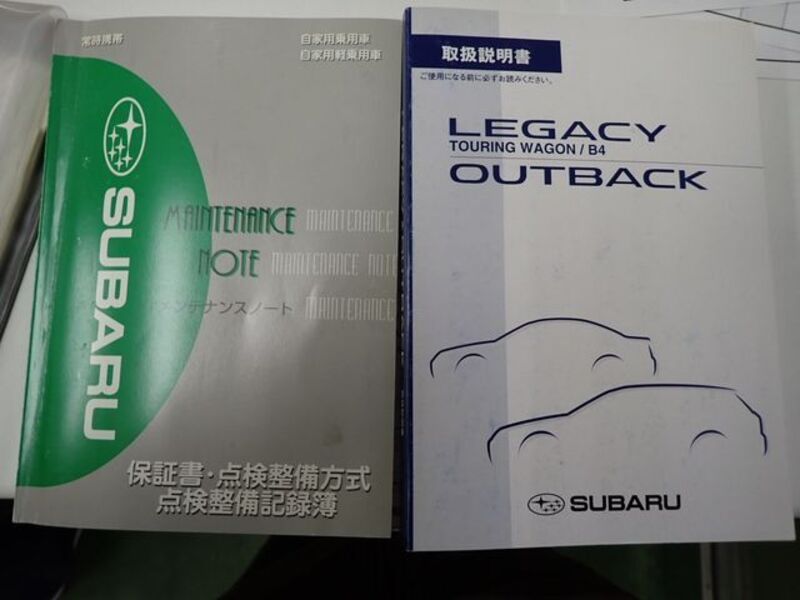 常時携帯
自家用乗用車
自家用軽乗用車
SUBARU
MAINTENANCE MAINTENANCE
NOTE MAINTENANCE NOTE
メンテナンスノート MAINTENANCE
保証書・点検整備方式
点検整備記録簿
取扱説明書
ご使用になる前に必ずお読みください。
LEGACY
TOURING WAGON / B4
OUTBACK
SUBARU